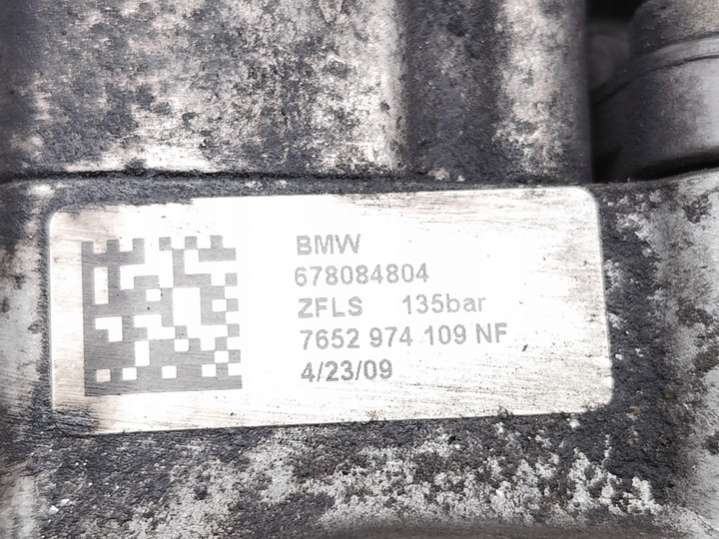 BMW
678084804
ZFLS 135bar
7652 974 109 NF
4/23/09